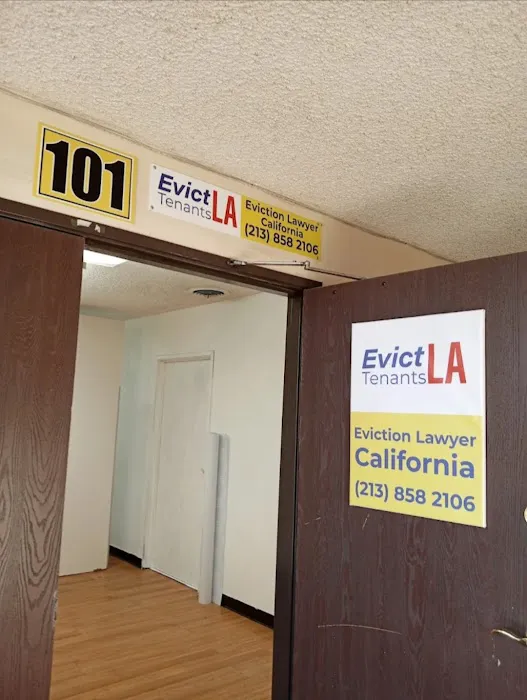 101
Evict
Tenants LA
Eviction Lawyer
California
(213) 858 2106
Evict
Tenants LA
Eviction Lawyer
California
(213) 858 2106